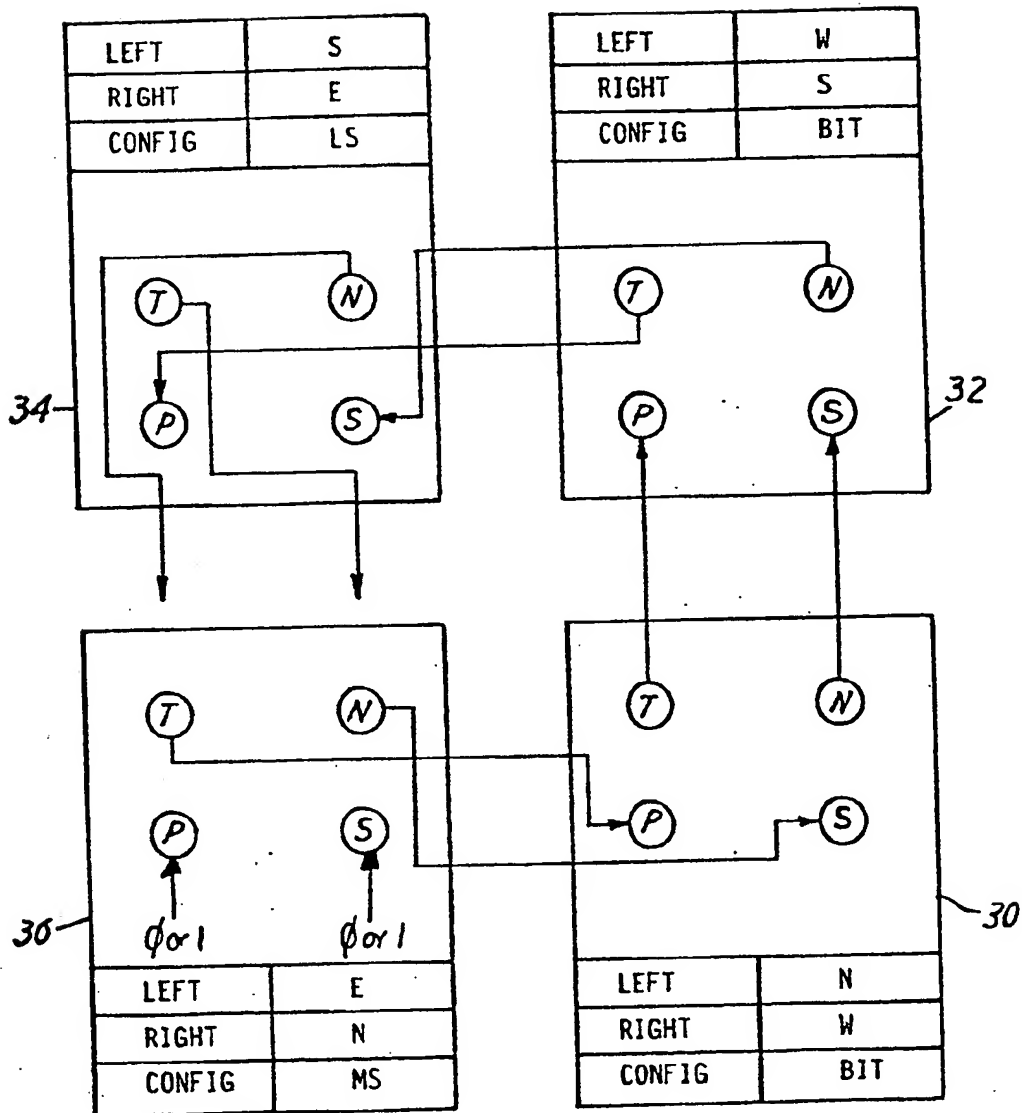 LEFT S
RIGHT E
CONFIG LS
LEFT W
RIGHT S
CONFIG BIT
T N
P S
34
T N
P S
32
T N
P S
φ or 1 φ or 1
36
T N
P S
30
LEFT E
RIGHT N
CONFIG MS
LEFT N
RIGHT W
CONFIG BIT